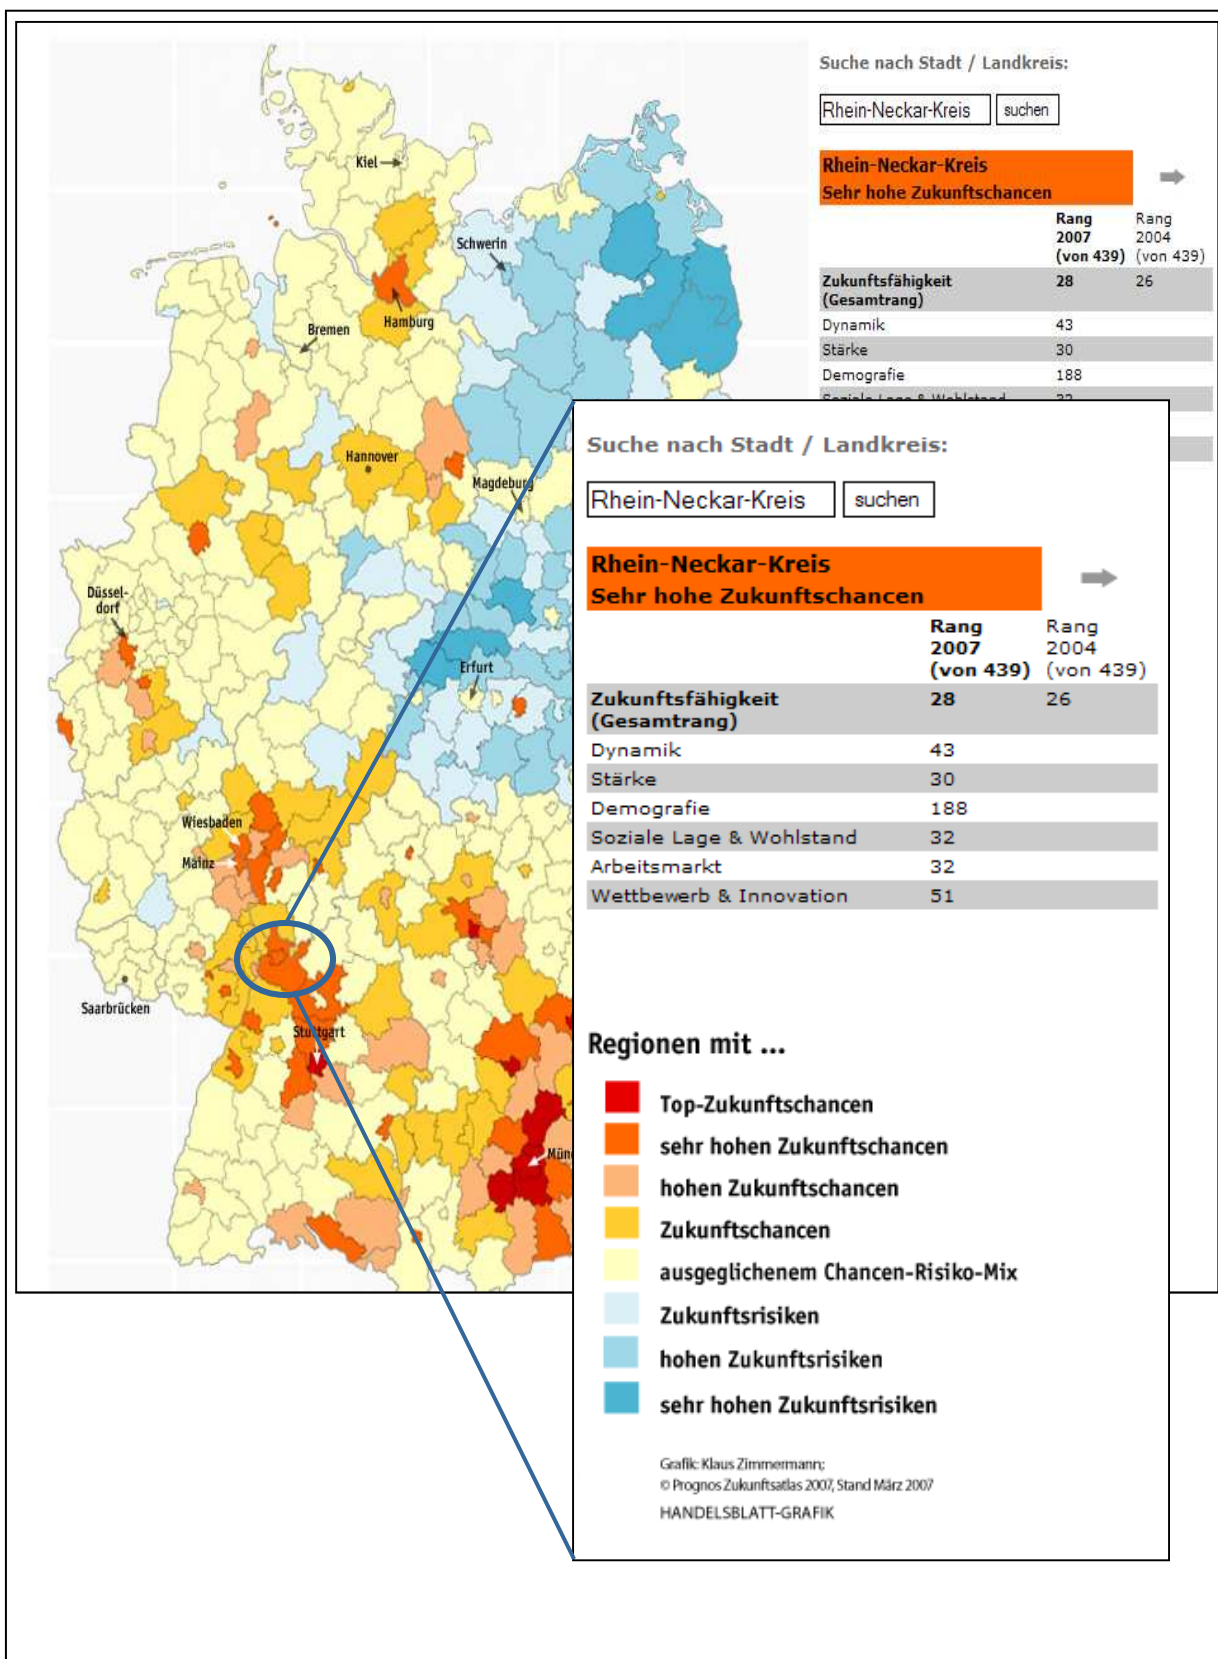 Kiel
Schwerin
Hamburg
Bremen
Hannover
Magdeburg
Düssel-
dorf
Erfurt
Wiesbaden
Mainz
Saarbrücken
Stuttgart
Suche nach Stadt / Landkreis:
Rhein-Neckar-Kreis suchen
Rhein-Neckar-Kreis
Sehr hohe Zukunftschancen
Rang Rang
2007 2004
(von 439) (von 439)
Zukunftsfähigkeit 28 26
(Gesamtrang)
Dynamik 43
Stärke 30
Demografie 188
Soziale Lage & Wohlstand 32
Suche nach Stadt / Landkreis:
Rhein-Neckar-Kreis suchen
Rhein-Neckar-Kreis
Sehr hohe Zukunftschancen
Rang Rang
2007 2004
(von 439) (von 439)
Zukunftsfähigkeit 28 26
(Gesamtrang)
Dynamik 43
Stärke 30
Demografie 188
Soziale Lage & Wohlstand 32
Arbeitsmarkt 32
Wettbewerb & Innovation 51
Regionen mit ...
Top-Zukunftschancen
sehr hohen Zukunftschancen
hohen Zukunftschancen
Zukunftschancen
ausgeglichenem Chancen-Risiko-Mix
Zukunftsrisiken
hohen Zukunftsrisiken
sehr hohen Zukunftsrisiken
Grafik: Klaus Zimmermann;
© Prognos Zukunftsatlas 2007, Stand März 2007
HANDELSBLATT-GRAFIK